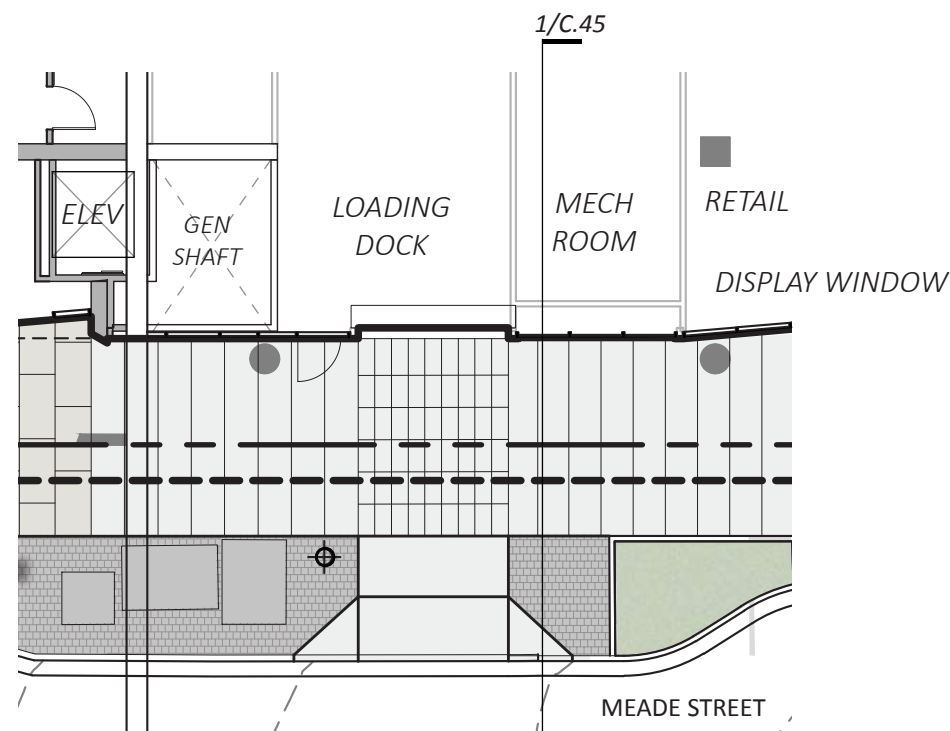 1/C.45
ELEV
GEN
SHAFT
LOADING
DOCK
MECH
ROOM
RETAIL
DISPLAY WINDOW
MEADE STREET